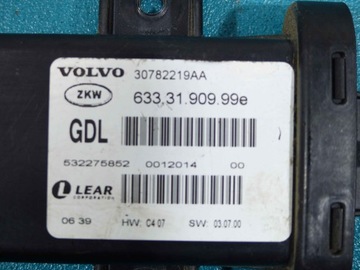 VOLVO 30782219AA
ZKW 633.31.909.99e
GDL
532275852 0012014 00
LEAR
CORPORATION
06 39 HW: C4 07 SW: 03.07.00